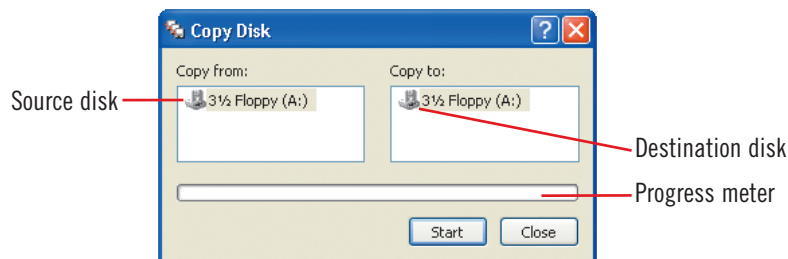 Copy Disk
Copy from:
Copy to:
Source disk
3½ Floppy (A:)
3½ Floppy (A:)
Destination disk
Progress meter
Start
Close